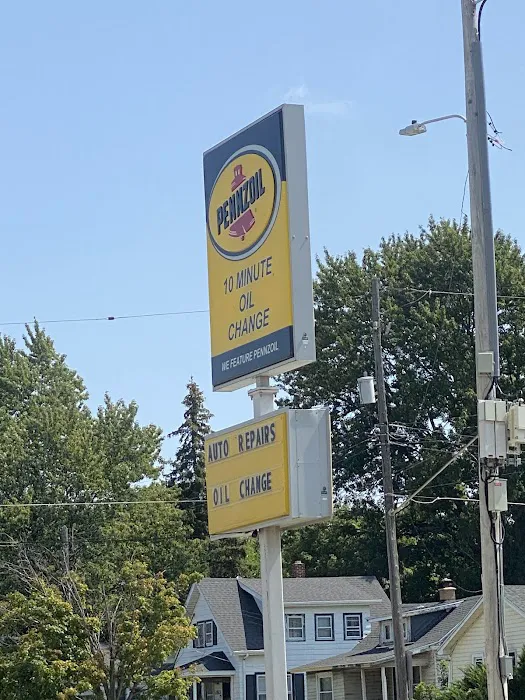 PENNZOIL
10 MINUTE
OIL
CHANGE
WE FEATURE PENNZOIL
AUTO REPAIRS
OIL CHANGE